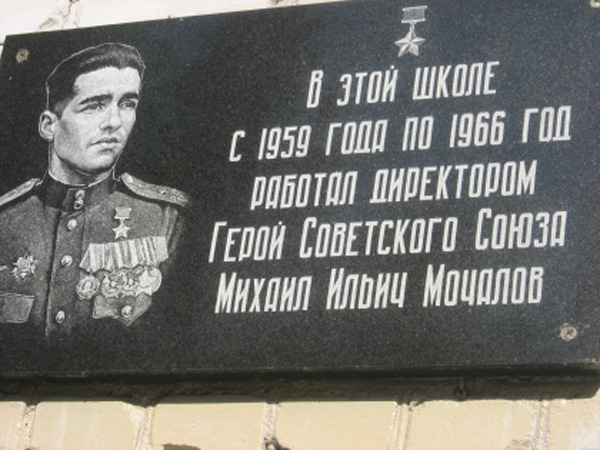 В ЭТОЙ ШКОЛЕ
С 1959 ГОДА ПО 1966 ГОД
РАБОТАЛ ДИРЕКТОРОМ
ГЕРОЙ СОВЕТСКОГО СОЮЗА
МИХАИЛ ИЛЬИЧ МОЧАЛОВ